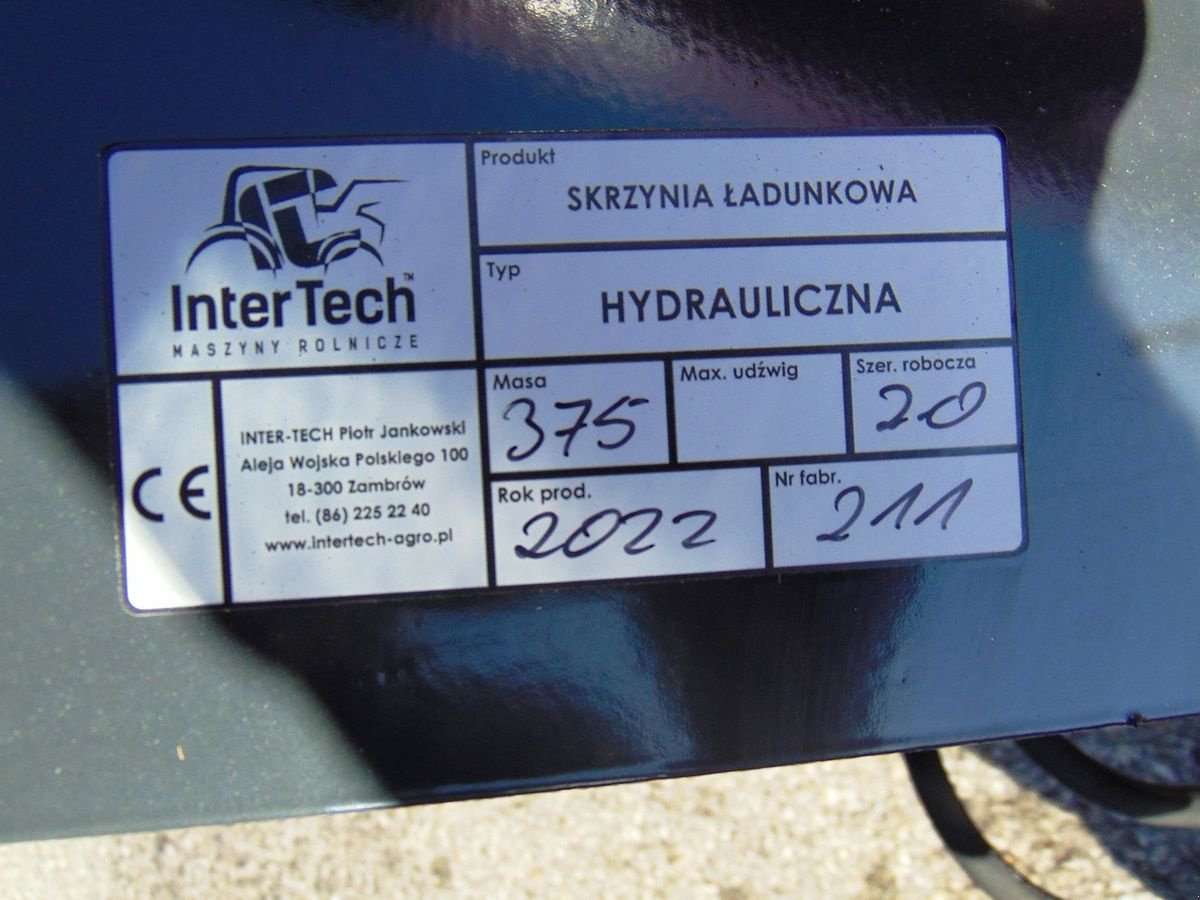 InterTech™
MASZYNY ROLNICZE
Produkt
SKRZYNIA ŁADUNKOWA
Typ
HYDRAULICZNA
Masa
375
Max. udźwig
Szer. robocza
20
Rok prod.
2022
Nr fabr.
211
CE
INTER-TECH Piotr Jankowski
Aleja Wojska Polskiego 100
18-300 Zambrów
tel. (86) 225 22 40
www.intertech-agro.pl